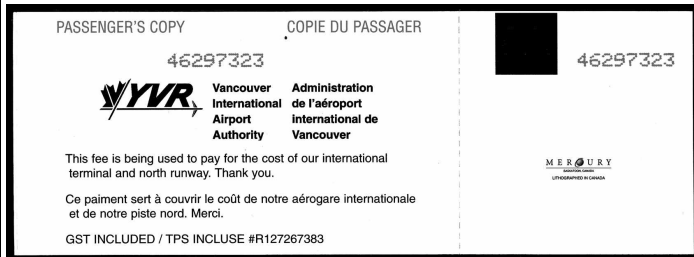 PASSENGER'S COPY COPIE DU PASSAGER
46297323
YVR
Vancouver International Airport Authority
Administration de l'aéroport international de Vancouver
This fee is being used to pay for the cost of our international
terminal and north runway. Thank you.
Ce paiment sert à couvrir le coût de notre aérogare internationale
et de notre piste nord. Merci.
GST INCLUDED / TPS INCLUSE #R127267383
46297323
MERCURY
SASKATOON, CANADA
LITHOGRAPHED IN CANADA